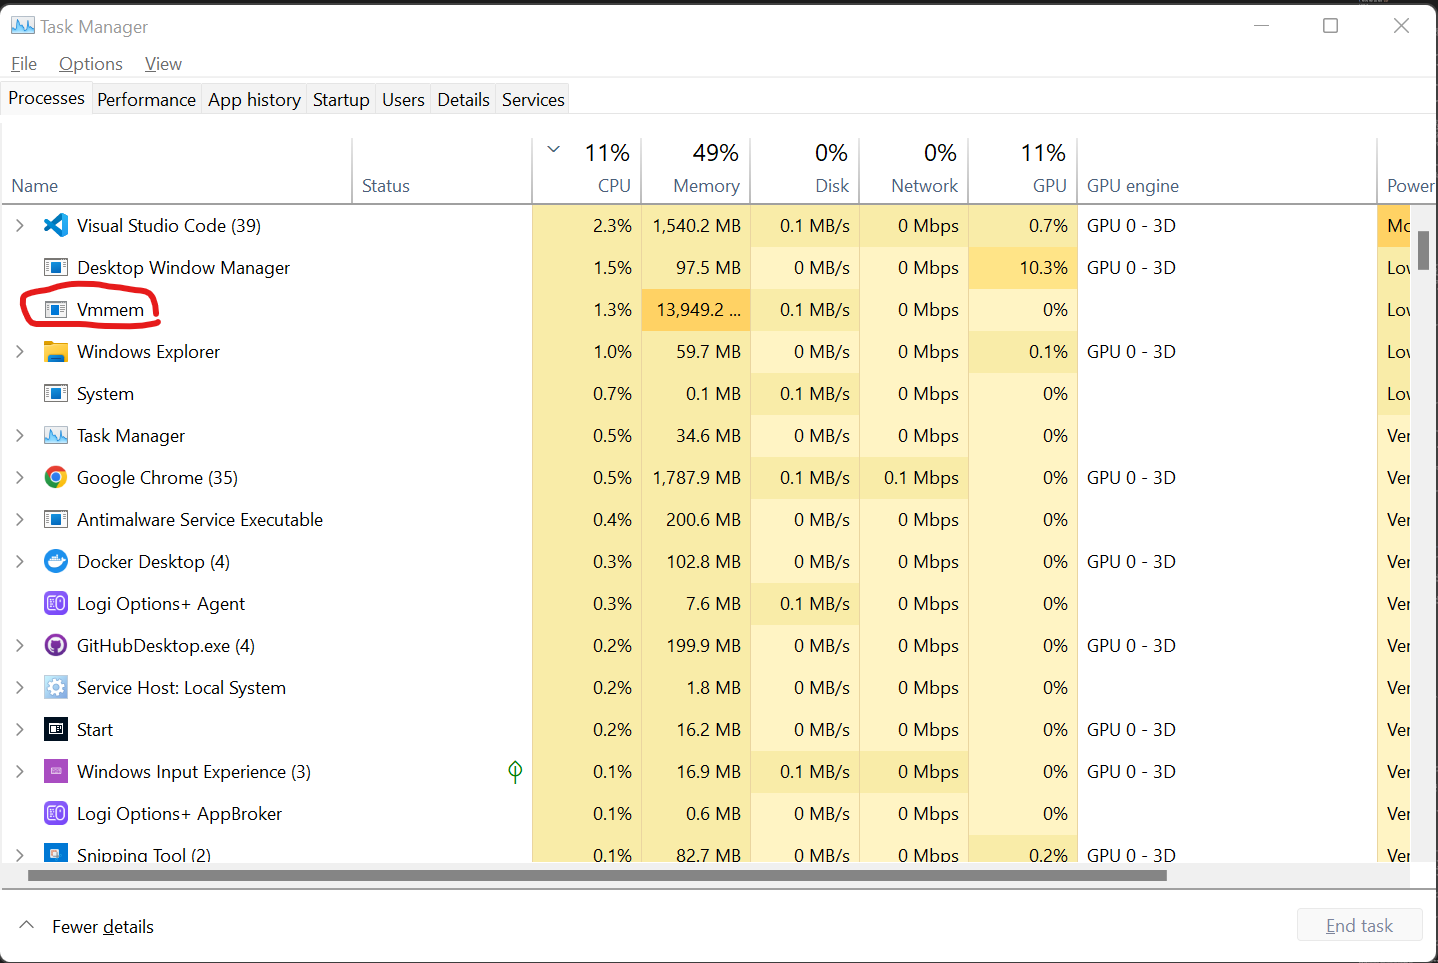 Task Manager
File Options View
Processes Performance App history Startup Users Details Services
11% 49% 0% 0% 11%
Name Status CPU Memory Disk Network GPU GPU engine Power
Visual Studio Code (39) 2.3% 1,540.2 MB 0.1 MB/s 0 Mbps 0.7% GPU 0 - 3D Mo
Desktop Window Manager 1.5% 97.5 MB 0 MB/s 0 Mbps 10.3% GPU 0 - 3D Lov
Vmmem 1.3% 13,949.2 ... 0.1 MB/s 0 Mbps 0% Lov
Windows Explorer 1.0% 59.7 MB 0 MB/s 0 Mbps 0.1% GPU 0 - 3D Lov
System 0.7% 0.1 MB 0.1 MB/s 0 Mbps 0% Lov
Task Manager 0.5% 34.6 MB 0 MB/s 0 Mbps 0% Ver
Google Chrome (35) 0.5% 1,787.9 MB 0.1 MB/s 0.1 Mbps 0% GPU 0 - 3D Ver
Antimalware Service Executable 0.4% 200.6 MB 0 MB/s 0 Mbps 0% Ver
Docker Desktop (4) 0.3% 102.8 MB 0 MB/s 0 Mbps 0% GPU 0 - 3D Ver
Logi Options+ Agent 0.3% 7.6 MB 0.1 MB/s 0 Mbps 0% Ver
GitHubDesktop.exe (4) 0.2% 199.9 MB 0 MB/s 0 Mbps 0% GPU 0 - 3D Ver
Service Host: Local System 0.2% 1.8 MB 0 MB/s 0 Mbps 0% Ver
Start 0.2% 16.2 MB 0 MB/s 0 Mbps 0% GPU 0 - 3D Ver
Windows Input Experience (3) 0.1% 16.9 MB 0.1 MB/s 0 Mbps 0% GPU 0 - 3D Ver
Logi Options+ AppBroker 0.1% 0.6 MB 0 MB/s 0 Mbps 0% Ver
Snipping Tool (2) 0.1% 82.7 MB 0 MB/s 0 Mbps 0.2% GPU 0 - 3D Ver
Fewer details End task